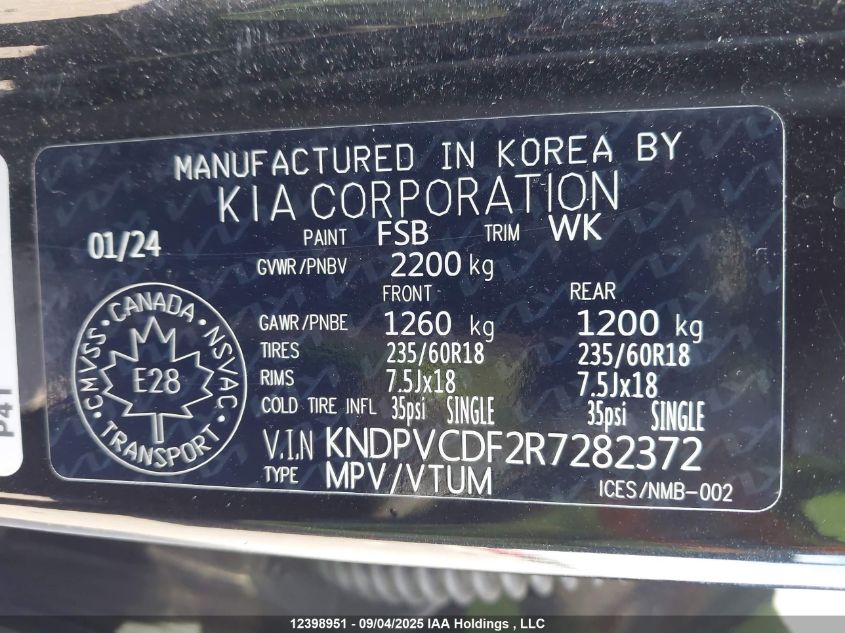 MANUFACTURED IN KOREA BY
KIA CORPORATION
01/24 PAINT FSB TRIM WK
GVWR/PNBV 2200 kg
FRONT REAR
GAWR/PNBE 1260 kg 1200 kg
TIRES 235/60R18 235/60R18
RIMS 7.5Jx18 7.5Jx18
COLD TIRE INFL 35psi SINGLE 35psi SINGLE
V.I.N KNDPVCDF2R7282372
TYPE MPV/VTUM
ICES/NMB-002
CMVSS • CANADA • NSVAC • TRANSPORT •
E28
P41
12398951 - 09/04/2025 IAA Holdings , LLC